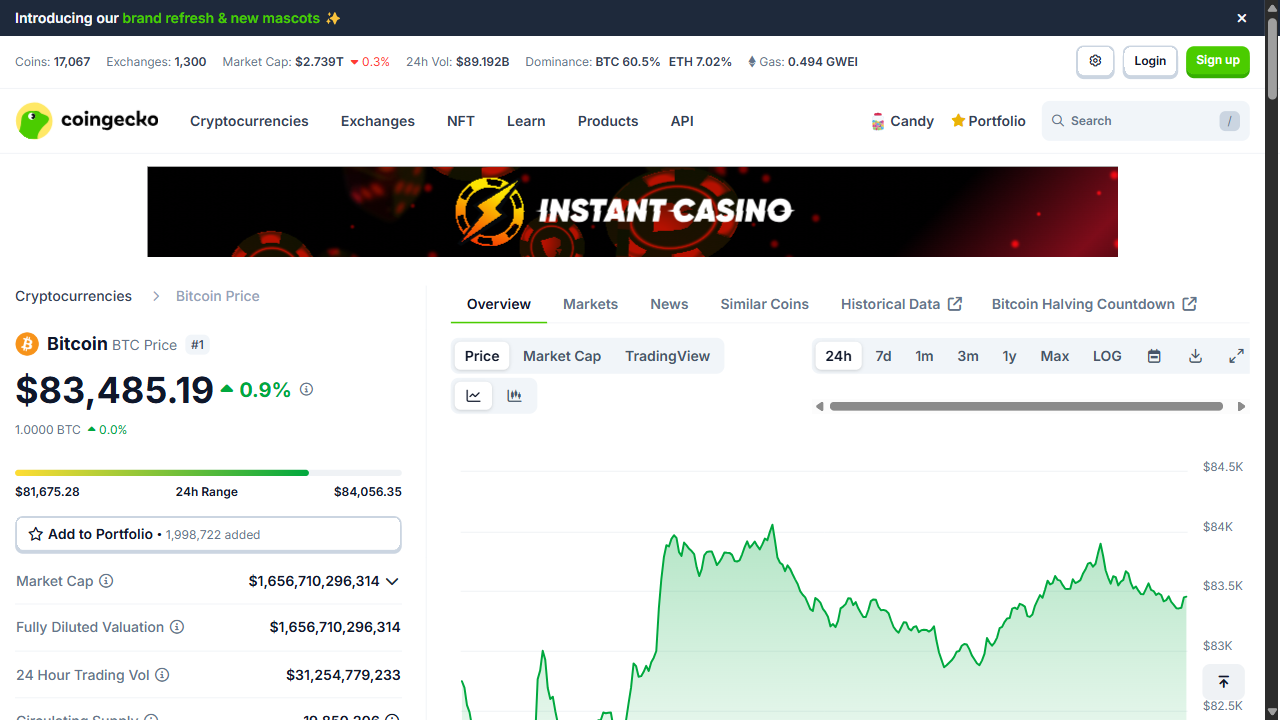 Introducing our brand refresh & new mascots ✨
Coins: 17,067 Exchanges: 1,300 Market Cap: $2.739T 0.3% 24h Vol: $89.192B Dominance: BTC 60.5% ETH 7.02% Gas: 0.494 GWEI
Login
Sign up
coingecko
Cryptocurrencies Exchanges NFT Learn Products API
Candy Portfolio Search /
INSTANT CASINO
Cryptocurrencies Bitcoin Price
Bitcoin BTC Price #1
$83,485.19 0.9%
1.0000 BTC 0.0%
$81,675.28 24h Range $84,056.35
Add to Portfolio • 1,998,722 added
Market Cap $1,656,710,296,314
Fully Diluted Valuation $1,656,710,296,314
24 Hour Trading Vol $31,254,779,233
Circulating Supply 19,850,296
Overview Markets News Similar Coins Historical Data Bitcoin Halving Countdown
Price Market Cap TradingView
24h 7d 1m 3m 1y Max LOG
$84.5K
$84K
$83.5K
$83K
$82.5K